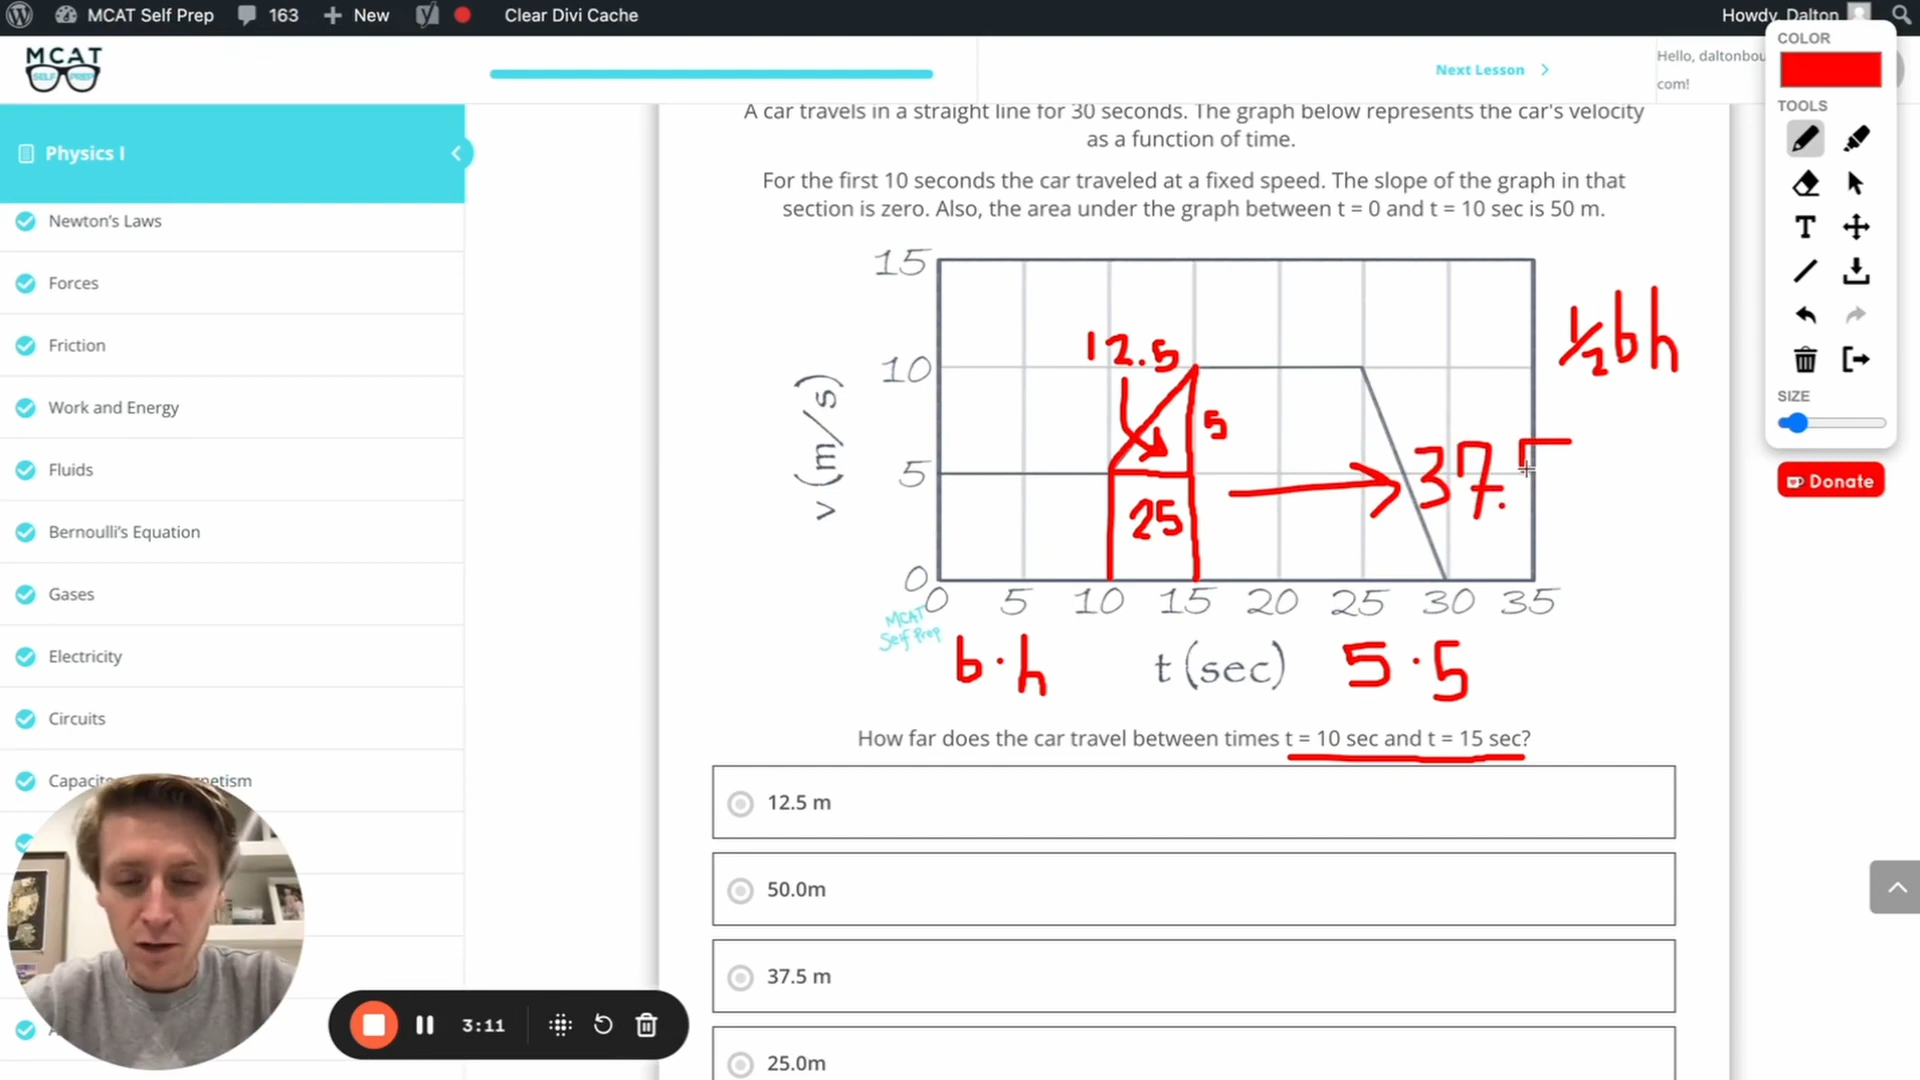 MCAT Self Prep 163 New Clear Divi Cache Howdy, Dalton
MCAT
SELF PREP
Next Lesson
Hello, daltonbou
com!
COLOR
TOOLS
T
SIZE
Donate
Physics I
Newton's Laws
Forces
Friction
Work and Energy
Fluids
Bernoulli's Equation
Gases
Electricity
Circuits
A car travels in a straight line for 30 seconds. The graph below represents the car's velocity
as a function of time.
For the first 10 seconds the car traveled at a fixed speed. The slope of the graph in that
section is zero. Also, the area under the graph between t = 0 and t = 10 sec is 50 m.
15
10
5
0
v (m/s)
12.5
5
25
37.
½bh
0 5 10 15 20 25 30 35
MCAT
Self Prep
b·h
t (sec)
5·5
How far does the car travel between times t = 10 sec and t = 15 sec?
12.5 m
50.0m
37.5 m
25.0m
3:11